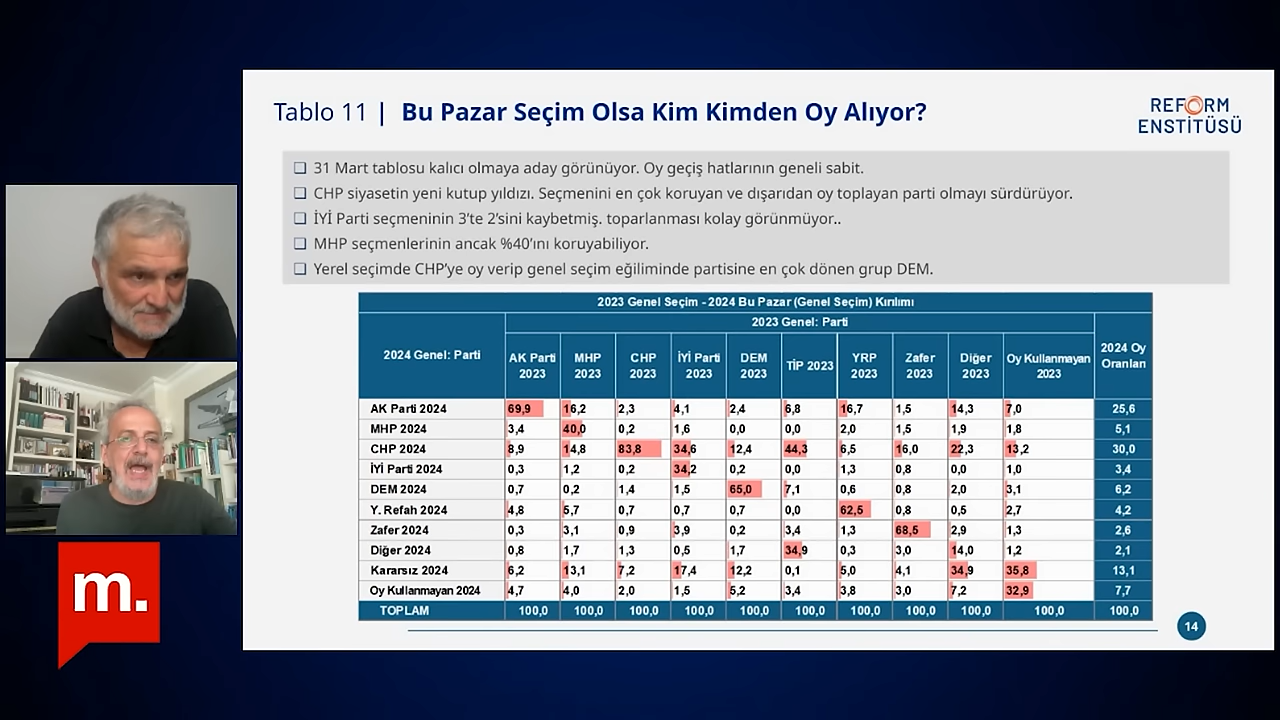 Tablo 11 | Bu Pazar Seçim Olsa Kim Kimden Oy Alıyor?
REFORM
ENSTİTÜSÜ
❑ 31 Mart tablosu kalıcı olmaya aday görünüyor. Oy geçiş hatlarının geneli sabit.
❑ CHP siyasetin yeni kutup yıldızı. Seçmenini en çok koruyan ve dışarıdan oy toplayan parti olmayı sürdürüyor.
❑ İYİ Parti seçmeninin 3'te 2'sini kaybetmiş. toparlanması kolay görünmüyor..
❑ MHP seçmenlerinin ancak %40'ını koruyabiliyor.
❑ Yerel seçimde CHP'ye oy verip genel seçim eğiliminde partisine en çok dönen grup DEM.
2023 Genel Seçim - 2024 Bu Pazar (Genel Seçim) Kırılımı
2024 Genel: Parti 2023 Genel: Parti 2024 Oy Oranları
AK Parti 2023 MHP 2023 CHP 2023 İYİ Parti 2023 DEM 2023 TİP 2023 YRP 2023 Zafer 2023 Diğer 2023 Oy Kullanmayan 2023
AK Parti 2024 69,9 16,2 2,3 4,1 2,4 6,8 16,7 1,5 14,3 7,0 25,6
MHP 2024 3,4 40,0 0,2 1,6 0,0 0,0 2,0 1,5 1,9 1,8 5,1
CHP 2024 8,9 14,8 83,8 34,6 12,4 44,3 6,5 16,0 22,3 13,2 30,0
İYİ Parti 2024 0,3 1,2 0,2 34,2 0,2 0,0 1,3 0,8 0,0 1,0 3,4
DEM 2024 0,7 0,2 1,4 1,5 65,0 7,1 0,6 0,8 2,0 3,1 6,2
Y. Refah 2024 4,8 5,7 0,7 0,7 0,7 0,0 62,5 0,8 0,5 2,7 4,2
Zafer 2024 0,3 3,1 0,9 3,9 0,2 3,4 1,3 68,5 2,9 1,3 2,6
Diğer 2024 0,8 1,7 1,3 0,5 1,7 34,9 0,3 3,0 14,0 1,2 2,1
Kararsız 2024 6,2 13,1 7,2 17,4 12,2 0,1 5,0 4,1 34,9 35,8 13,1
Oy Kullanmayan 2024 4,7 4,0 2,0 1,5 5,2 3,4 3,8 3,0 7,2 32,9 7,7
TOPLAM 100,0 100,0 100,0 100,0 100,0 100,0 100,0 100,0 100,0 100,0 100,0
14
m.